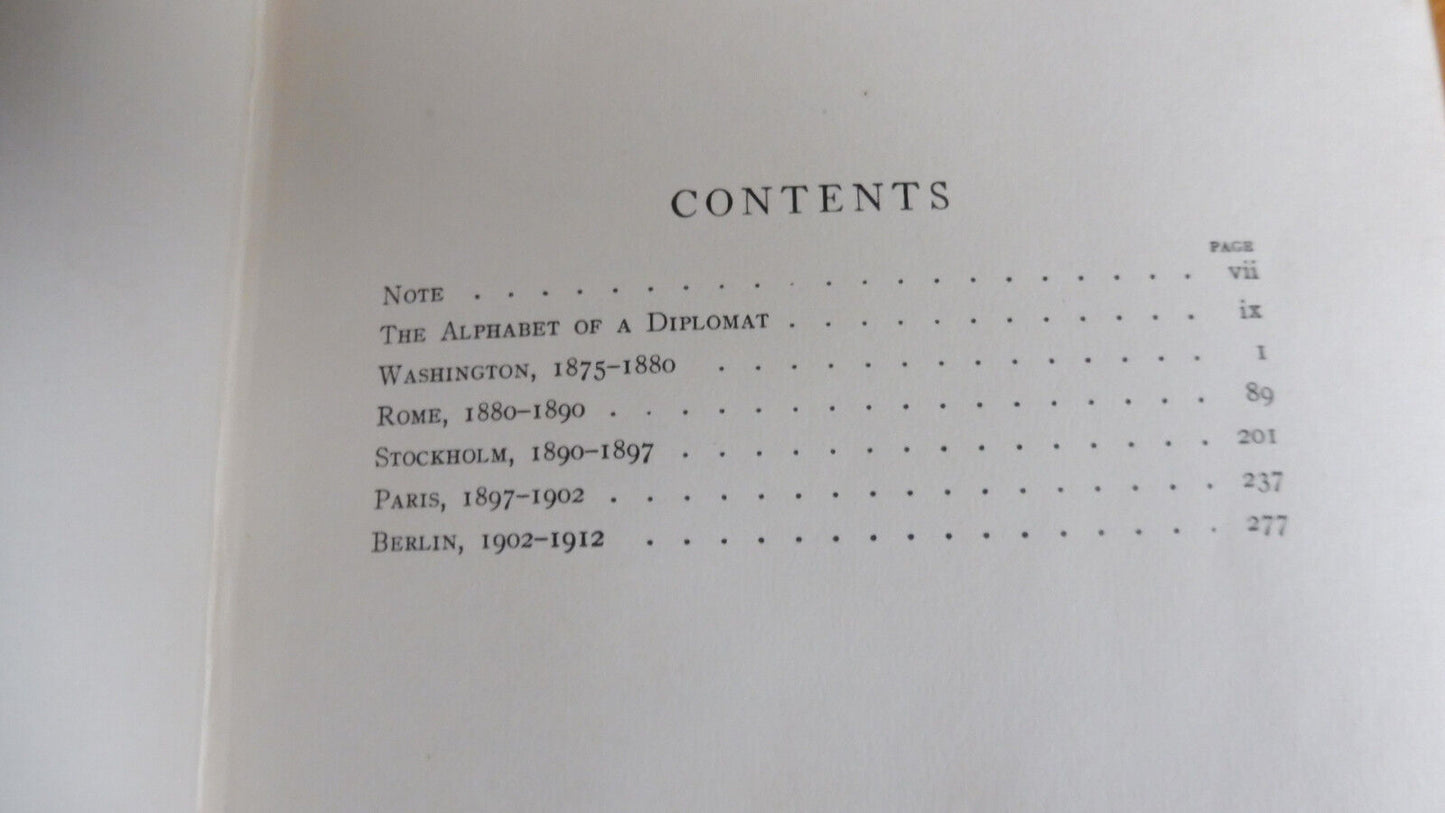 CONTENTS
PAGE
NOTE . . . . . . . . . . . . . . . . . . . . . vii
THE ALPHABET OF A DIPLOMAT . . . . . . . . . . . . ix
WASHINGTON, 1875–1880 . . . . . . . . . . . . . . 1
ROME, 1880–1890 . . . . . . . . . . . . . . . . . 89
STOCKHOLM, 1890–1897 . . . . . . . . . . . . . . . 201
PARIS, 1897–1902 . . . . . . . . . . . . . . . . . 237
BERLIN, 1902–1912 . . . . . . . . . . . . . . . . 277